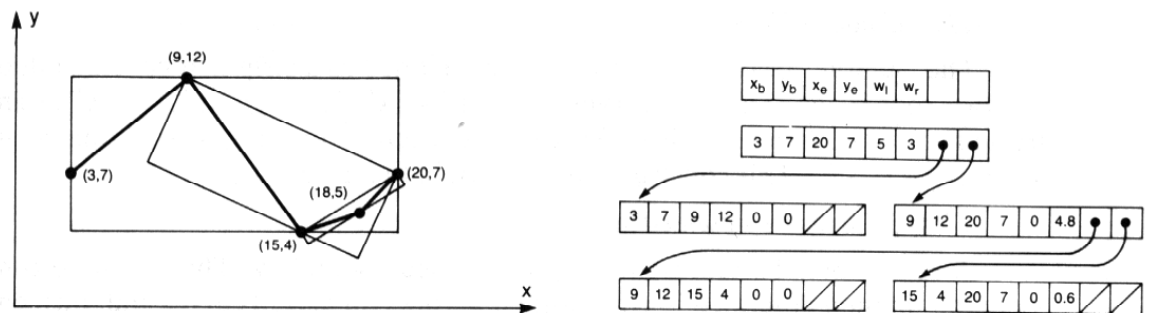 y
(9,12)
(3,7)
(20,7)
(18,5)
(15,4)
x
x_b y_b x_e y_e w_l w_r
3 7 20 7 5 3
3 7 9 12 0 0
9 12 20 7 0 4.8
9 12 15 4 0 0
15 4 20 7 0 0.6